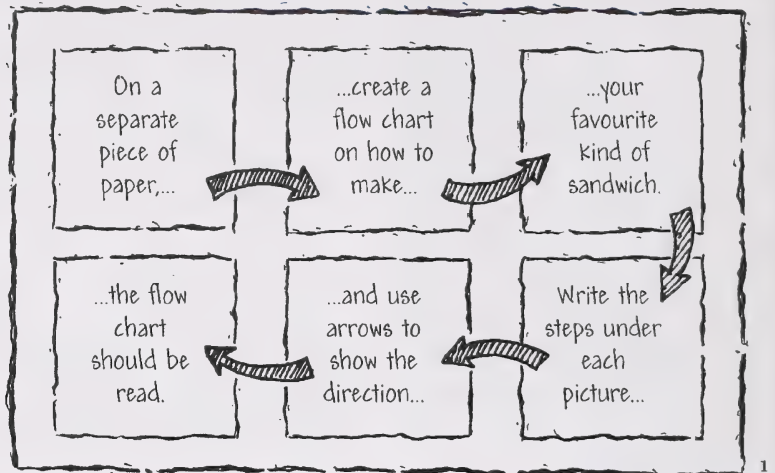 On a
separate
piece of
paper,...
...create a
flow chart
on how to
make...
...your
favourite
kind of
sandwich.
Write the
steps under
each
picture...
...and use
arrows to
show the
direction...
...the flow
chart
should be
read.
1